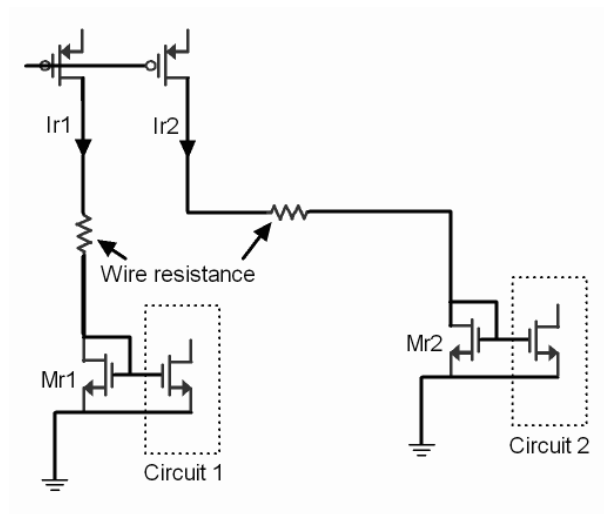 Ir1
Ir2
Wire resistance
Mr1
Mr2
Circuit 1
Circuit 2